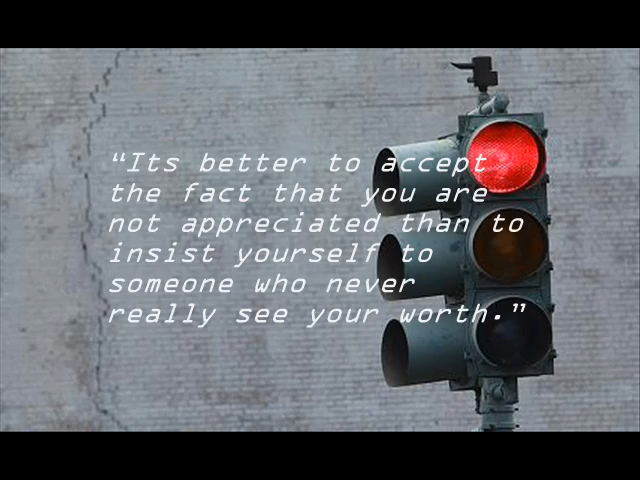 “Its better to accept
the fact that you are
not appreciated than to
insist yourself to
someone who never
really see your worth.”